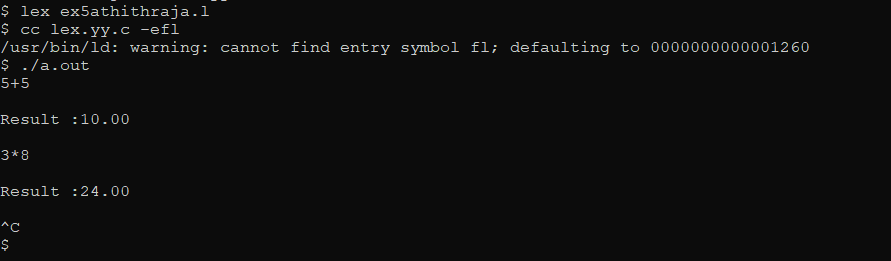 $ lex ex5athithraja.l
$ cc lex.yy.c -efl
/usr/bin/ld: warning: cannot find entry symbol fl; defaulting to 0000000000001260
$ ./a.out
5+5
Result :10.00
3*8
Result :24.00
^C
$